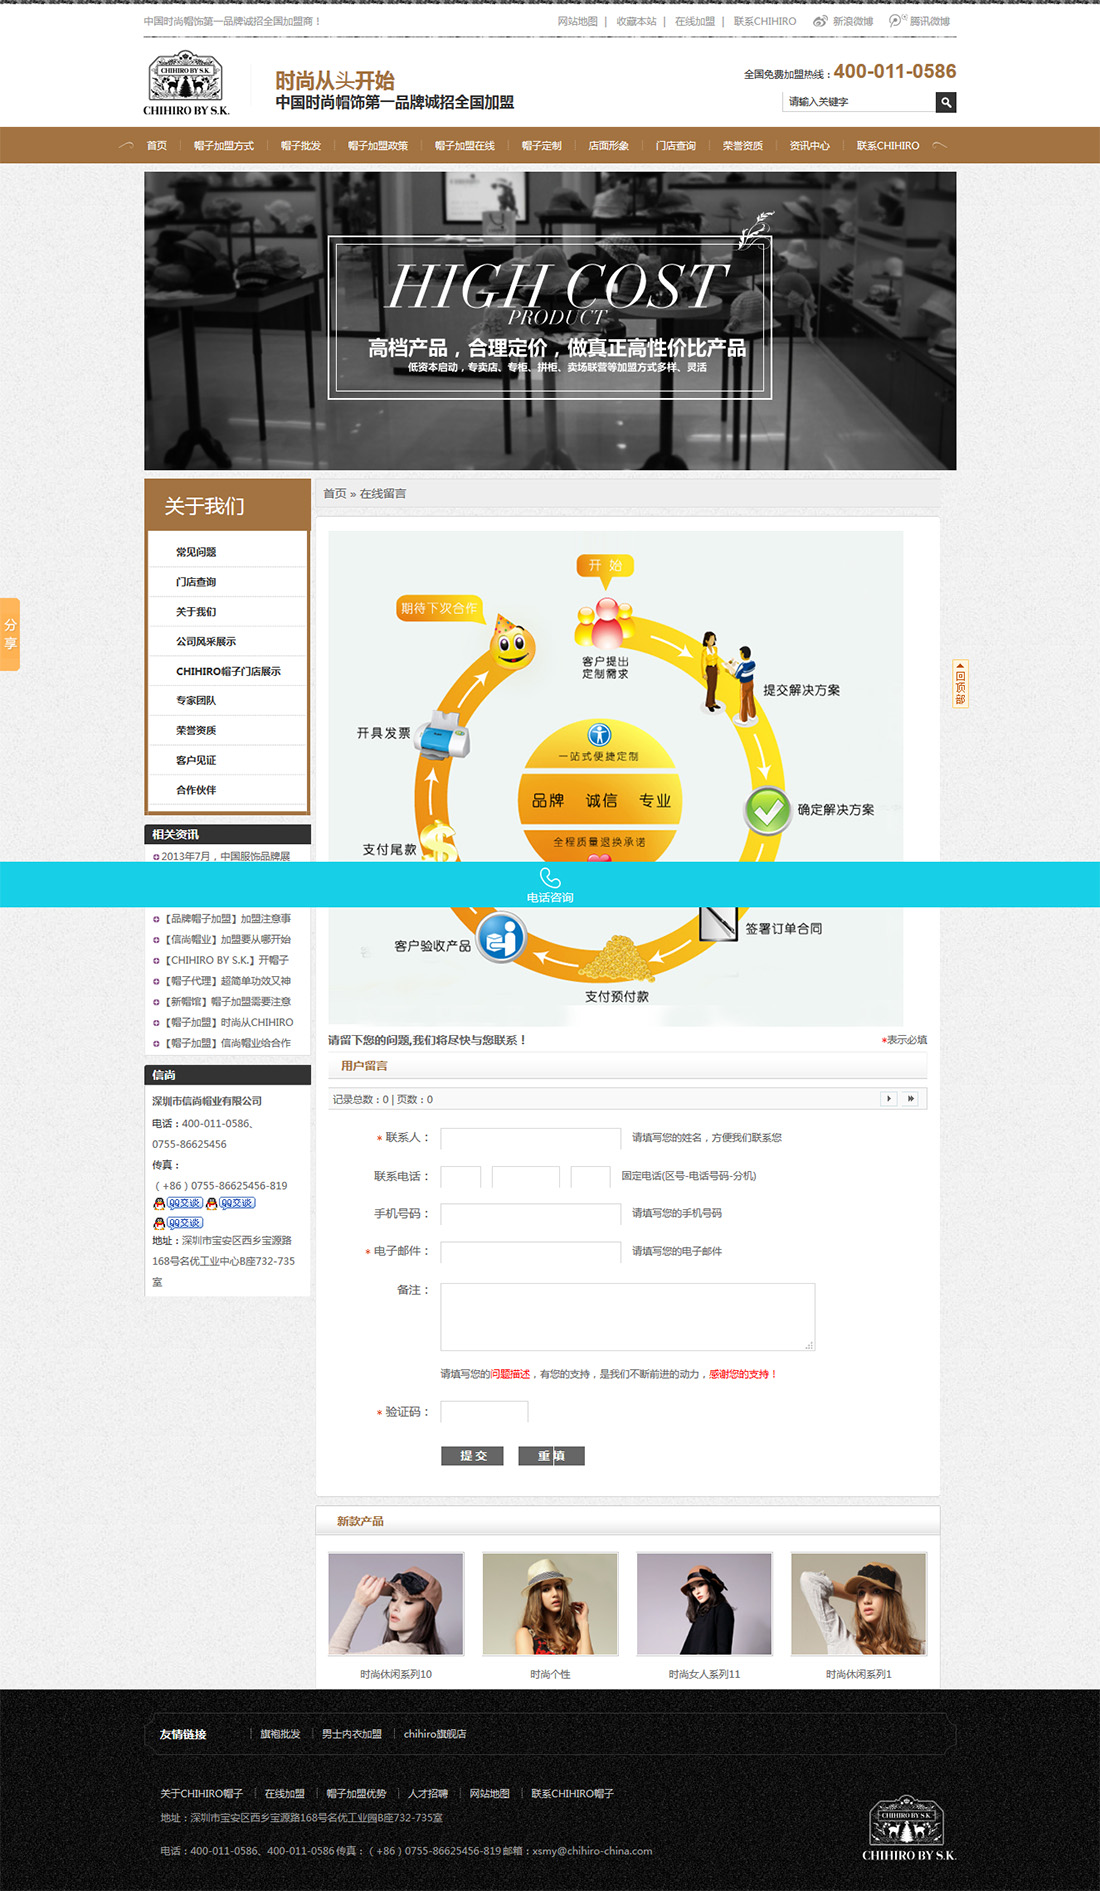 中国时尚帽饰第一品牌诚招全国加盟商！
网站地图 | 收藏本站 | 在线加盟 | 联系CHIHIRO 新浪微博 腾讯微博
CHIHIRO BY S.K.
CHIHIRO BY S.K.
时尚从头开始
中国时尚帽饰第一品牌诚招全国加盟
全国免费加盟热线：400-011-0586
请输入关键字
首页 帽子加盟方式 帽子批发 帽子加盟政策 帽子加盟在线 帽子定制 店面形象 门店查询 荣誉资质 资讯中心 联系CHIHIRO
HIGH COST
PRODUCT
高档产品，合理定价，做真正高性价比产品
低资本启动，专卖店、专柜、拼柜、卖场联营等加盟方式多样、灵活
关于我们
常见问题
门店查询
关于我们
公司风采展示
CHIHIRO帽子门店展示
专家团队
荣誉资质
客户见证
合作伙伴
相关资讯
2013年7月，中国服饰品牌展
【品牌帽子加盟】加盟注意事
【信尚帽业】加盟要从哪开始
【CHIHIRO BY S.K.】开帽子
【帽子代理】超简单功效又神
【新帽馆】帽子加盟需要注意
【帽子加盟】时尚从CHIHIRO
【帽子加盟】信尚帽业给合作
信尚
深圳市信尚帽业有限公司
电话：400-011-0586、
0755-86625456
传真：
（+86）0755-86625456-819
QQ交谈 QQ交谈
QQ交谈
地址：深圳市宝安区西乡宝源路
168号名优工业中心B座732-735
室
分享
回顶部
电话咨询
首页 » 在线留言
开 始
期待下次合作
客户提出
定制需求
提交解决方案
开具发票
一站式便捷定制
品牌 诚信 专业
全程质量退换承诺
确定解决方案
支付尾款
签署订单合同
客户验收产品
支付预付款
请留下您的问题,我们将尽快与您联系！
*表示必填
用户留言
记录总数：0 | 页数：0
* 联系人：
请填写您的姓名，方便我们联系您
联系电话：
固定电话(区号-电话号码-分机)
手机号码：
请填写您的手机号码
* 电子邮件：
请填写您的电子邮件
备注：
请填写您的问题描述，有您的支持，是我们不断前进的动力，感谢您的支持！
* 验证码：
提 交 重 填
新款产品
时尚休闲系列10 时尚个性 时尚女人系列11 时尚休闲系列1
友情链接 旗袍批发 男士内衣加盟 chihiro旗舰店
关于CHIHIRO帽子 在线加盟 帽子加盟优势 人才招聘 网站地图 联系CHIHIRO帽子
地址：深圳市宝安区西乡宝源路168号名优工业园B座732-735室
电话：400-011-0586、400-011-0586 传真：（+86）0755-86625456-819 邮箱：xsmy@chihiro-china.com
CHIHIRO BY S.K.
CHIHIRO BY S.K.